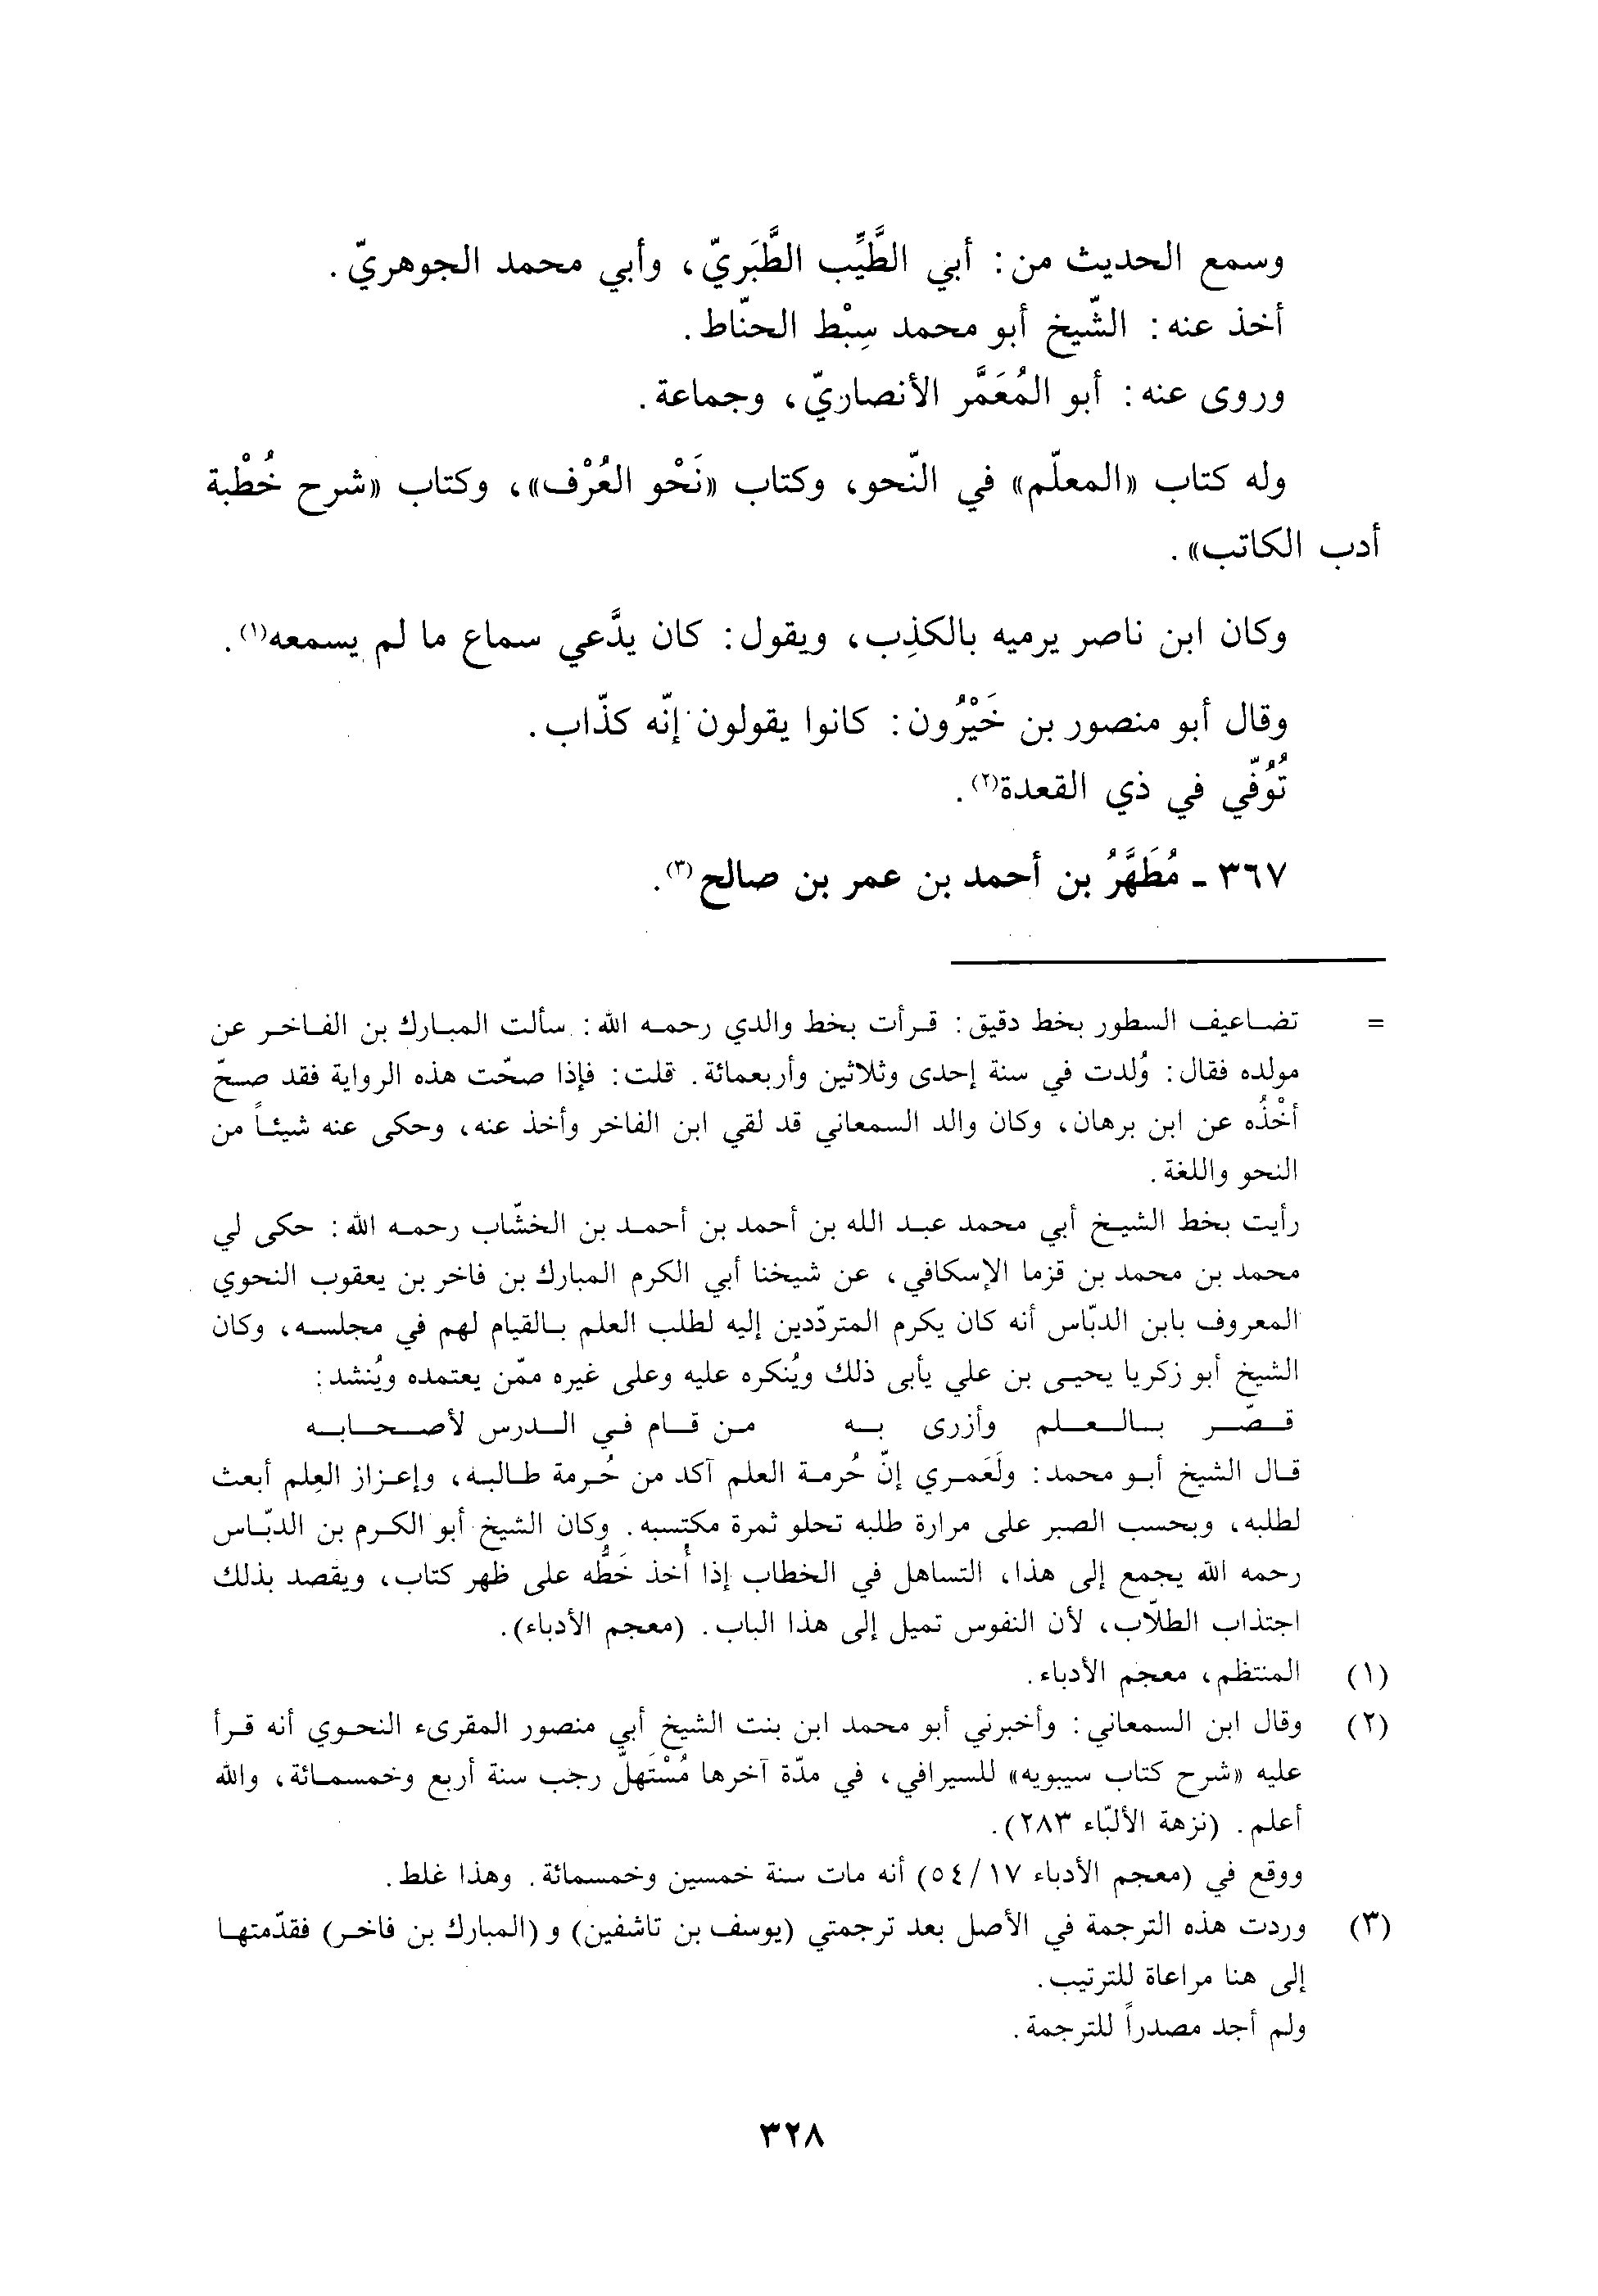 وسمع الحديث من: أبي الطَّيِّب الطَّبَريّ، وأبي محمد الجوهريّ.
أخذ عنه: الشّيخ أبو محمد سِبْط الحنّاط.
وروى عنه: أبو المُعَمَّر الأنصاريّ، وجماعة.
وله كتاب «المعلّم» في النّحو، وكتاب «نَحْو العُرْف»، وكتاب «شرح خُطْبة
أدب الكاتب».
وكان ابن ناصر يرميه بالكذِب، ويقول: كان يدَّعي سماع ما لم يسمعه(١).
وقال أبو منصور بن خَيْرُون: كانوا يقولون إنّه كذّاب.
تُوُفّي في ذي القعدة(٢).
٣٦٧ ـ مُطَهَّرُ بن أحمد بن عمر بن صالح(٣).
= تضاعيف السطور بخط دقيق: قرأت بخط والدي رحمه الله: سألت المبارك بن الفاخر عن
مولده فقال: وُلدت في سنة إحدى وثلاثين وأربعمائة. قلت: فإذا صحّت هذه الرواية فقد صحّ
أخْذُه عن ابن برهان، وكان والد السمعاني قد لقي ابن الفاخر وأخذ عنه، وحكى عنه شيئاً من
النحو واللغة.
رأيت بخط الشيخ أبي محمد عبد الله بن أحمد بن أحمد بن الخشّاب رحمه الله: حكى لي
محمد بن محمد بن قزما الإسكافي، عن شيخنا أبي الكرم المبارك بن فاخر بن يعقوب النحوي
المعروف بابن الدبّاس أنه كان يكرم المتردّدين إليه لطلب العلم بالقيام لهم في مجلسه، وكان
الشيخ أبو زكريا يحيى بن علي يأبى ذلك ويُنكره عليه وعلى غيره ممّن يعتمده ويُنشد:
قصّر بالعلم وأزرى به من قام في الدرس لأصحابه
قال الشيخ أبو محمد: ولَعَمري إنّ حُرمة العلم آكد من حُرمة طالبه، وإعزاز العِلم أبعث
لطلبه، وبحسب الصبر على مرارة طلبه تحلو ثمرة مكتسبه. وكان الشيخ أبو الكرم بن الدبّاس
رحمه الله يجمع إلى هذا، التساهل في الخطاب إذا أُخذ خَطُّه على ظهر كتاب، ويقصد بذلك
اجتذاب الطلّاب، لأن النفوس تميل إلى هذا الباب. (معجم الأدباء).
(١) المنتظم، معجم الأدباء.
(٢) وقال ابن السمعاني: وأخبرني أبو محمد ابن بنت الشيخ أبي منصور المقرىء النحوي أنه قرأ
عليه «شرح كتاب سيبويه» للسيرافي، في مدّة آخرها مُسْتَهلّ رجب سنة أربع وخمسمائة، والله
أعلم. (نزهة الألبّاء ٢٨٣).
ووقع في (معجم الأدباء ٥٤/١٧) أنه مات سنة خمسين وخمسمائة. وهذا غلط.
(٣) وردت هذه الترجمة في الأصل بعد ترجمتي (يوسف بن تاشفين) و (المبارك بن فاخر) فقدّمتها
إلى هنا مراعاة للترتيب.
ولم أجد مصدراً للترجمة.
٣٢٨